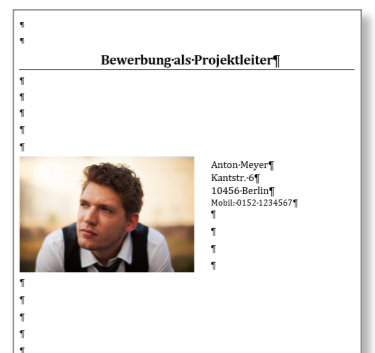 Bewerbung als Projektleiter
Anton Meyer
Kantstr. 6
10456 Berlin
Mobil: 0152-1234567